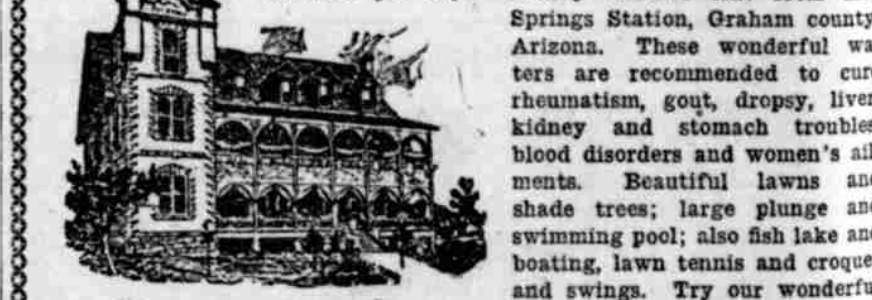 Springs Station, Graham county
Arizona. These wonderful wa
ters are recommended to cure
rheumatism, gout, dropsy, liver
kidney and stomach troubles
blood disorders and women's ail
ments. Beautiful lawns and
shade trees; large plunge and
swimming pool; also fish lake and
boating, lawn tennis and croquet
and swings. Try our wonderful